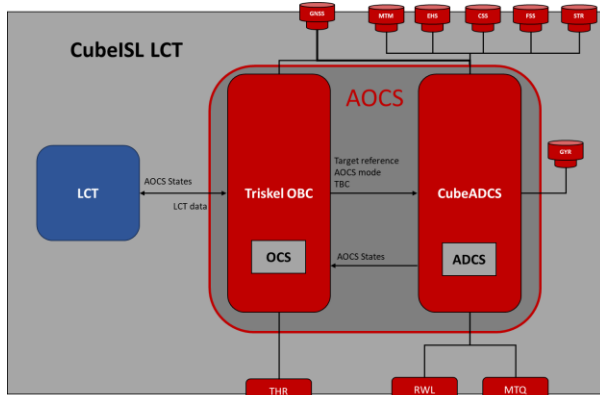 GNSS
MTM
EHS
CSS
FSS
STR
CubeISL LCT
AOCS
GYR
LCT
AOCS States
LCT data
Triskel OBC
Target reference
AOCS mode
TBC
CubeADCS
OCS
AOCS States
ADCS
THR
RWL
MTQ